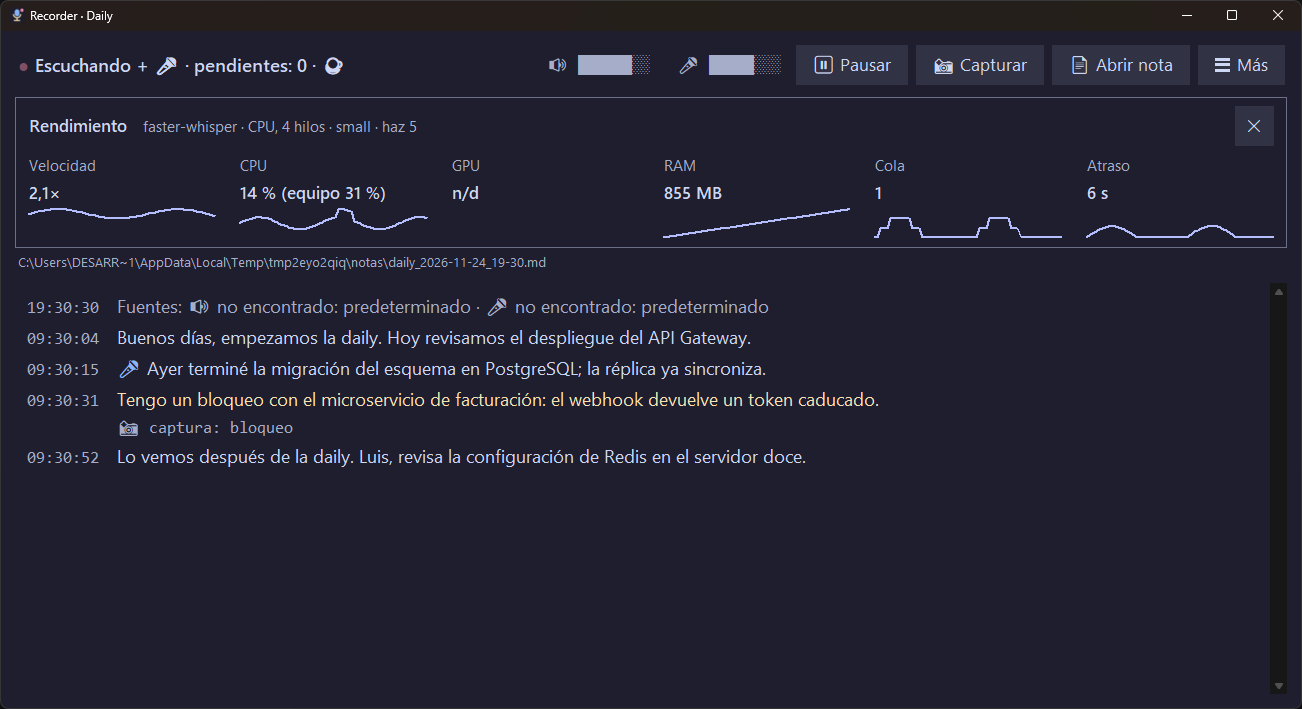 Recorder · Daily
Escuchando + · pendientes: 0 ·
Pausar
Capturar
Abrir nota
Más
Rendimiento faster-whisper · CPU, 4 hilos · small · haz 5
Velocidad CPU GPU RAM Cola Atraso
2,1× 14 % (equipo 31 %) n/d 855 MB 1 6 s
C:\Users\DESARR~1\AppData\Local\Temp\tmp2eyo2qiq\notas\daily_2026-11-24_19-30.md
19:30:30 Fuentes: no encontrado: predeterminado · no encontrado: predeterminado
09:30:04 Buenos días, empezamos la daily. Hoy revisamos el despliegue del API Gateway.
09:30:15 Ayer terminé la migración del esquema en PostgreSQL; la réplica ya sincroniza.
09:30:31 Tengo un bloqueo con el microservicio de facturación: el webhook devuelve un token caducado.
captura: bloqueo
09:30:52 Lo vemos después de la daily. Luis, revisa la configuración de Redis en el servidor doce.